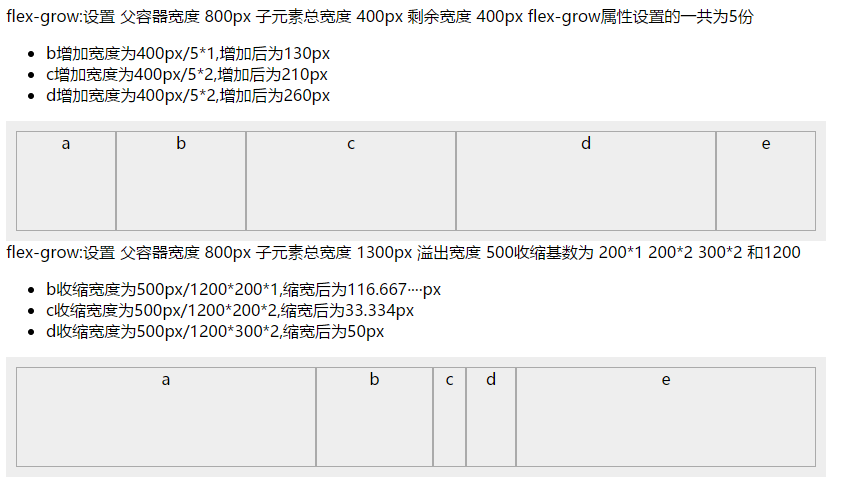 flex-grow:设置 父容器宽度 800px 子元素总宽度 400px 剩余宽度 400px flex-grow属性设置的一共为5份
b增加宽度为400px/5*1,增加后为130px
c增加宽度为400px/5*2,增加后为210px
d增加宽度为400px/5*2,增加后为260px
a b c d e
flex-grow:设置 父容器宽度 800px 子元素总宽度 1300px 溢出宽度 500收缩基数为 200*1 200*2 300*2 和1200
b收缩宽度为500px/1200*200*1,缩宽后为116.667····px
c收缩宽度为500px/1200*200*2,缩宽后为33.334px
d收缩宽度为500px/1200*300*2,缩宽后为50px
a b c d e